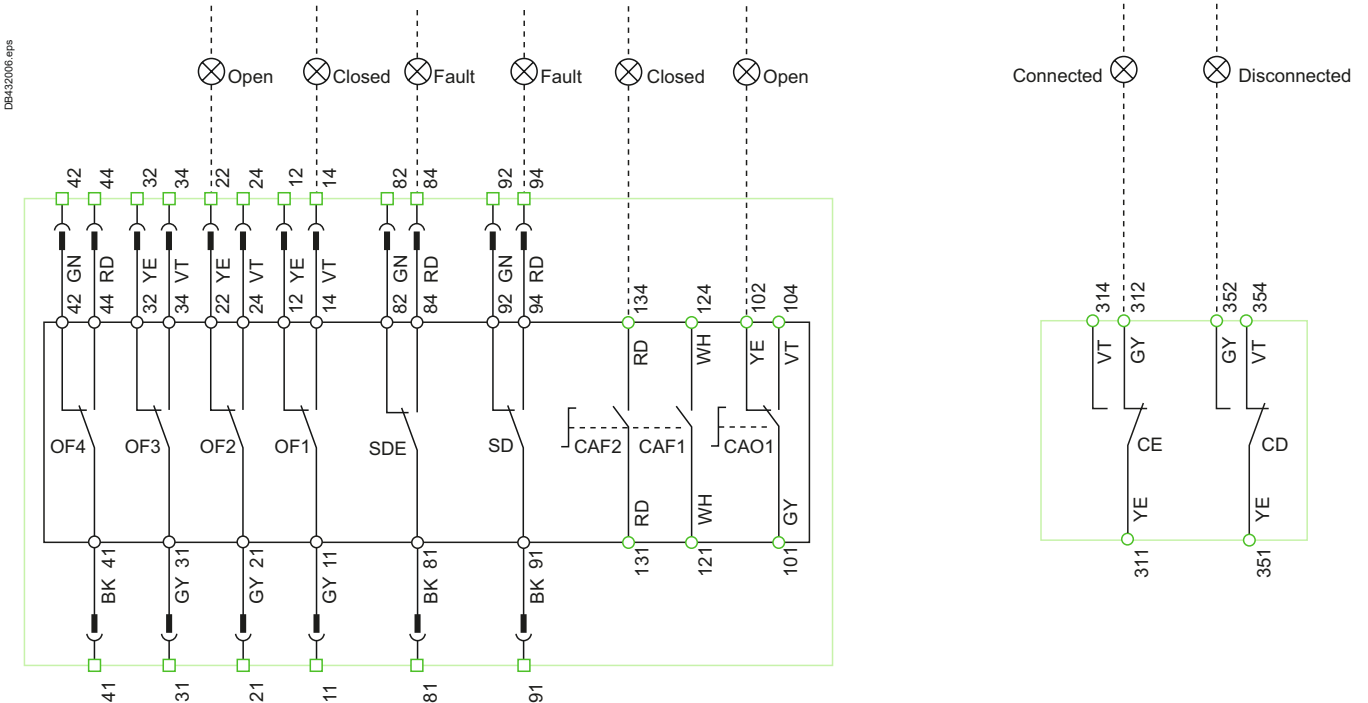 DB432006.eps
Open
Closed
Fault
Fault
Closed
Open
Connected
Disconnected
42 44 32 34 22 24 12 14 82 84 92 94
GN RD YE VT YE VT YE VT GN RD GN RD
42 44 32 34 22 24 12 14 82 84 92 94 134 124 102 104
314 312 352 354
RD WH YE VT
VT GY GY VT
OF4 OF3 OF2 OF1 SDE SD CAF2 CAF1 CAO1
CE CD
RD WH GY
YE YE
41 31 21 11 81 91 131 121 101
311 351
BK GY GY GY BK BK
41 31 21 11 81 91